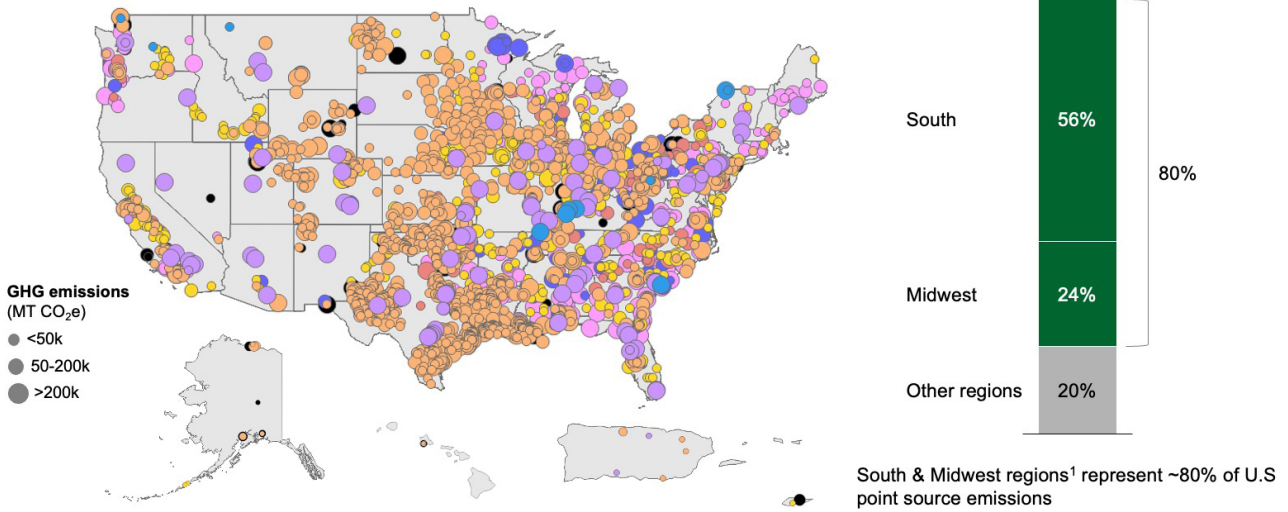 GHG emissions
(MT CO₂e)
<50k
50-200k
>200k
South
56%
80%
Midwest
24%
Other regions
20%
South & Midwest regions¹ represent ~80% of U.S
point source emissions